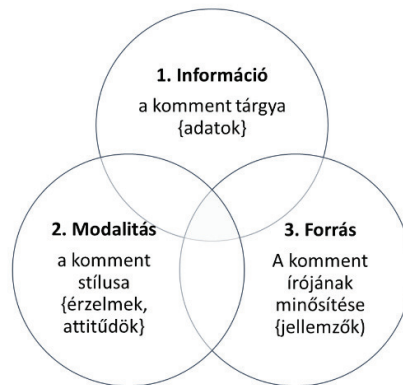 1. Információ
a komment tárgya
{adatok}
2. Modalitás
a komment
stílusa
{érzelmek,
attitűdök}
3. Forrás
A komment
írójának
minősítése
{jellemzők)